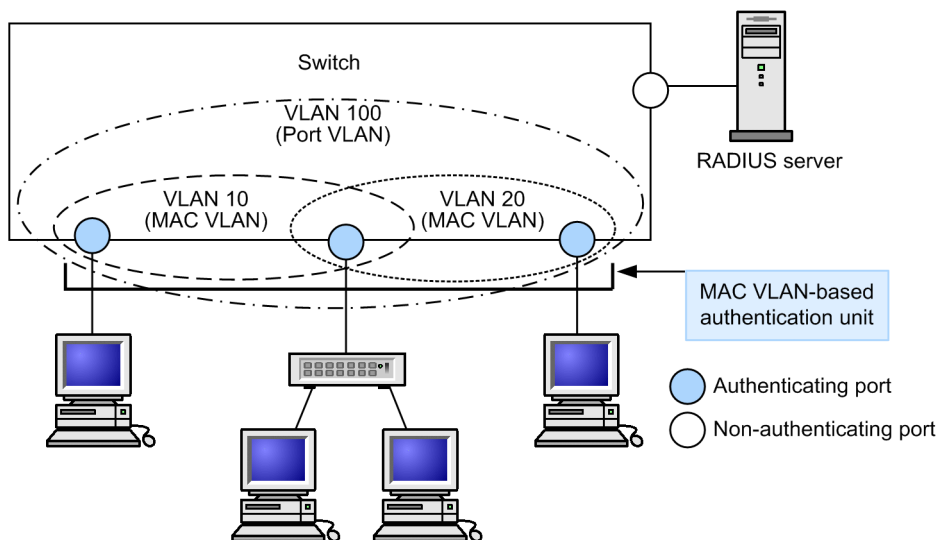 Switch
VLAN 100
(Port VLAN)
RADIUS server
VLAN 10
(MAC VLAN)
VLAN 20
(MAC VLAN)
MAC VLAN-based
authentication unit
Authenticating port
Non-authenticating port